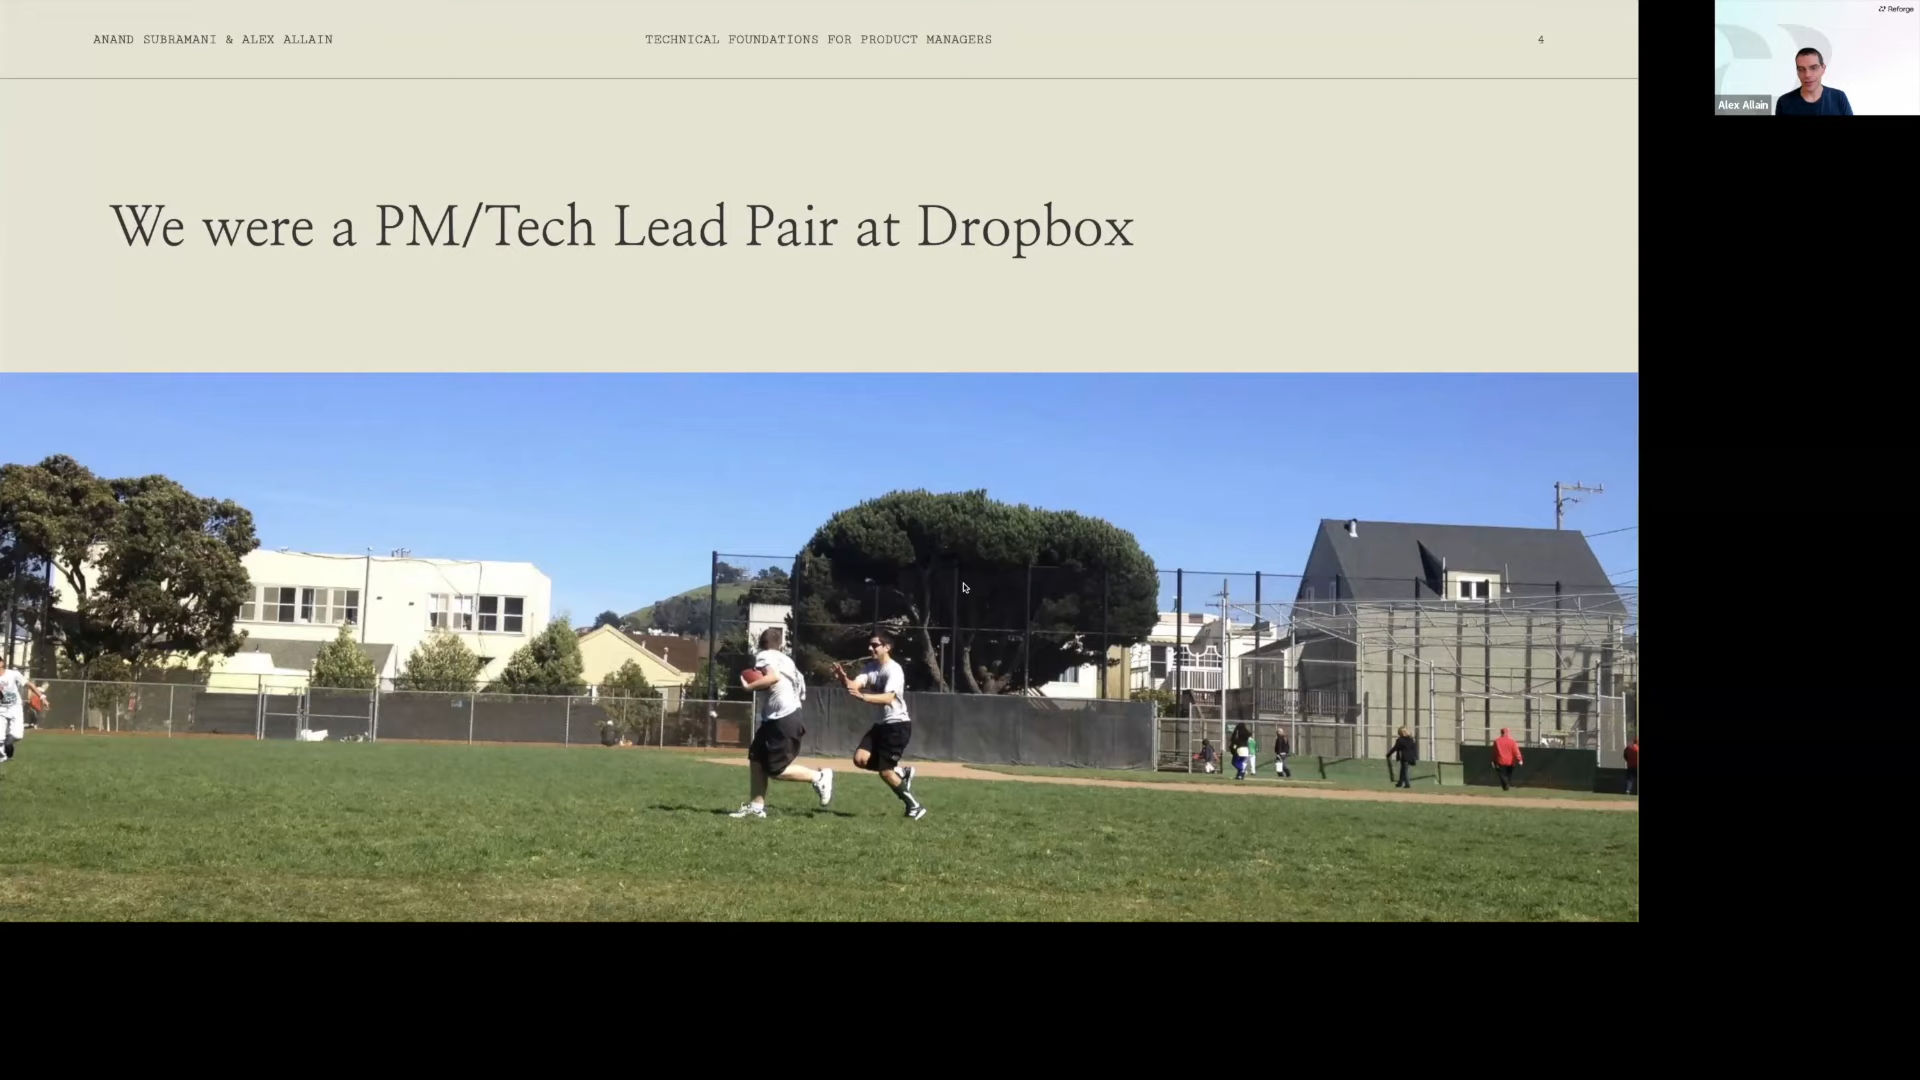 ANAND SUBRAMANI & ALEX ALLAIN
TECHNICAL FOUNDATIONS FOR PRODUCT MANAGERS
4
Reforge
Alex Allain
We were a PM/Tech Lead Pair at Dropbox